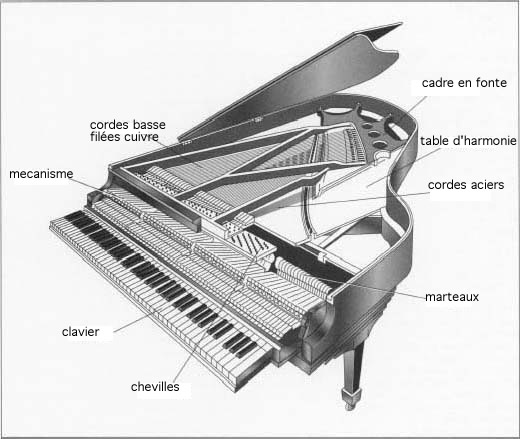 cadre en fonte
cordes basse
filées cuivre
table d'harmonie
mecanisme
cordes aciers
marteaux
clavier
chevilles